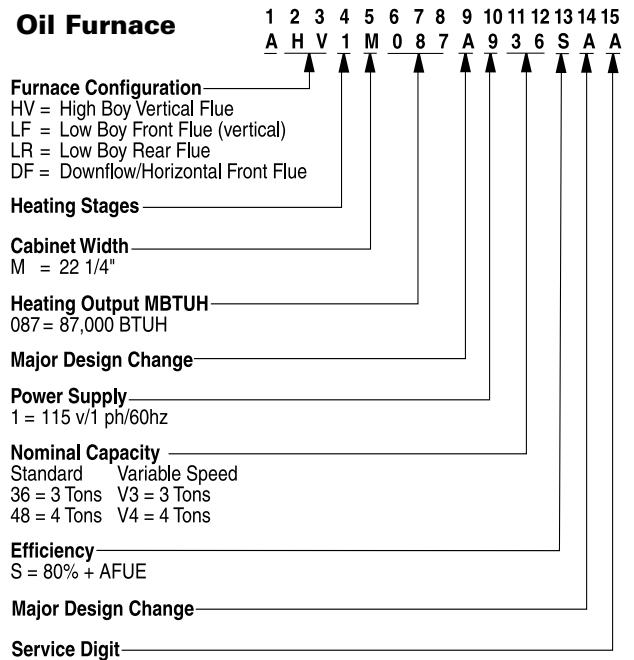 Oil Furnace
1 2 3 4 5 6 7 8 9 10 11 12 13 14 15
A H V 1 M 0 8 7 A 9 3 6 S A A
Furnace Configuration
HV = High Boy Vertical Flue
LF = Low Boy Front Flue (vertical)
LR = Low Boy Rear Flue
DF = Downflow/Horizontal Front Flue
Heating Stages
Cabinet Width
M = 22 1/4"
Heating Output MBTUH
087 = 87,000 BTUH
Major Design Change
Power Supply
1 = 115 v/1 ph/60hz
Nominal Capacity
Standard Variable Speed
36 = 3 Tons V3 = 3 Tons
48 = 4 Tons V4 = 4 Tons
Efficiency
S = 80% + AFUE
Major Design Change
Service Digit